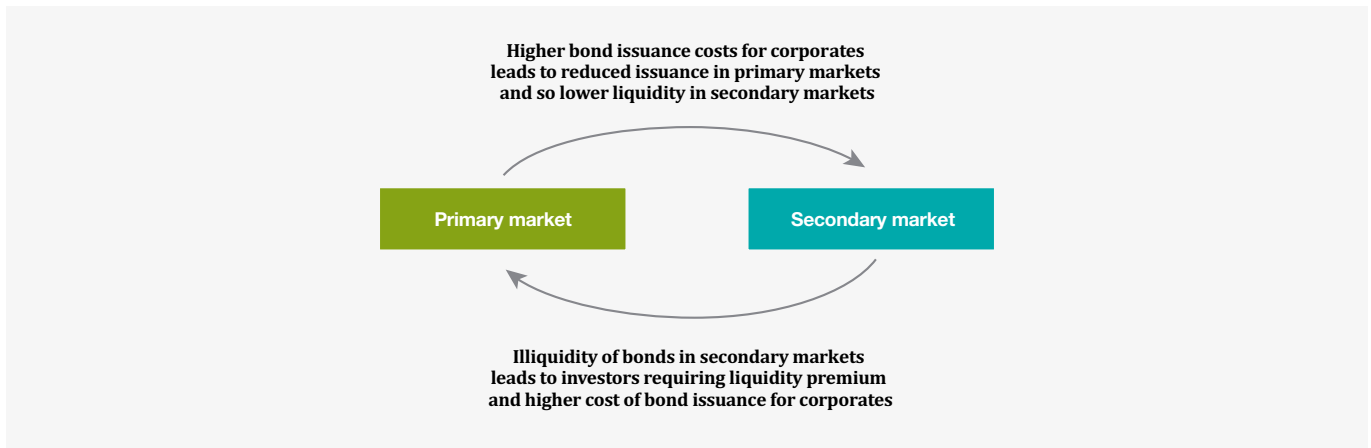 Higher bond issuance costs for corporates
leads to reduced issuance in primary markets
and so lower liquidity in secondary markets
Primary market
Secondary market
Illiquidity of bonds in secondary markets
leads to investors requiring liquidity premium
and higher cost of bond issuance for corporates